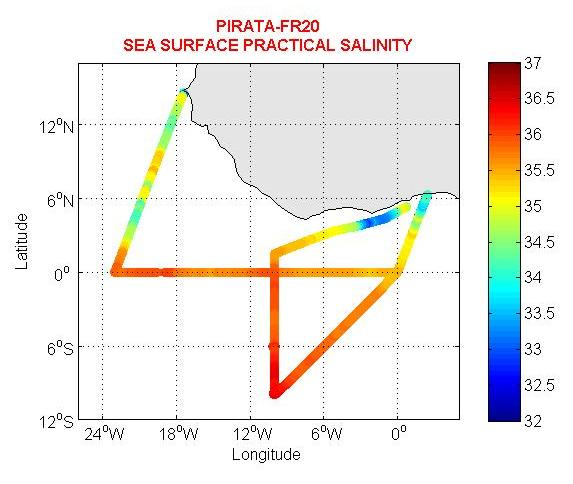 PIRATA-FR20
SEA SURFACE PRACTICAL SALINITY
12°N
6°N
0°
6°S
12°S
24°W 18°W 12°W 6°W 0°
Latitude
Longitude
37
36.5
36
35.5
35
34.5
34
33.5
33
32.5
32